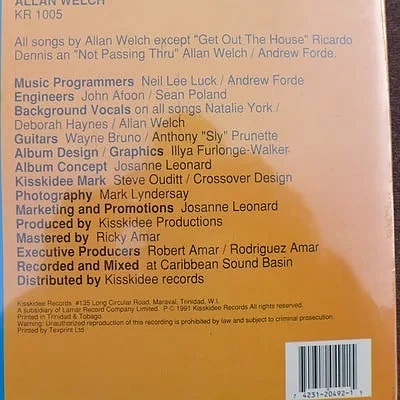 ALLAN WELCH
KR 1005
All songs by Allan Welch except "Get Out The House" Ricardo
Dennis an "Not Passing Thru" Allan Welch / Andrew Forde.
Music Programmers Neil Lee Luck / Andrew Forde
Engineers John Afoon / Sean Poland
Background Vocals on all songs Natalie York /
Deborah Haynes / Allan Welch
Guitars Wayne Bruno / Anthony "Sly" Prunette
Album Design / Graphics Illya Furlonge-Walker
Album Concept Josanne Leonard
Kisskidee Mark Steve Ouditt / Crossover Design
Photography Mark Lyndersay
Marketing and Promotions Josanne Leonard
Produced by Kisskidee Productions
Mastered by Ricky Amar
Executive Producers Robert Amar / Rodriguez Amar
Recorded and Mixed at Caribbean Sound Basin
Distributed by Kisskidee records
Kisskidee Records #135 Long Circular Road, Maraval, Trinidad, W.I.
A subsidiary of Lamar Record Company Limited. P © 1991 Kisskidee Records All rights reserved.
Printed in Trinidad & Tobago.
Warning: Unauthorized reproduction of this recording is prohibited by law and subject to criminal prosecution.
Printed by Texprint Ltd
7 4231-20492-1 1